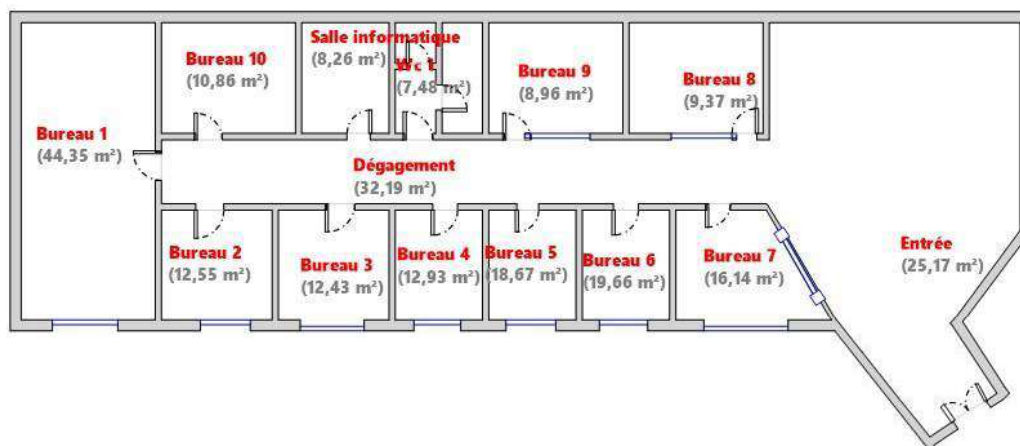 Bureau 10
(10,86 m²)
Salle informatique
(8,26 m²)
Wc 1
(7,48 m²)
Bureau 9
(8,96 m²)
Bureau 8
(9,37 m²)
Bureau 1
(44,35 m²)
Dégagement
(32,19 m²)
Bureau 2
(12,55 m²)
Bureau 3
(12,43 m²)
Bureau 4
(12,93 m²)
Bureau 5
(18,67 m²)
Bureau 6
(19,66 m²)
Bureau 7
(16,14 m²)
Entrée
(25,17 m²)